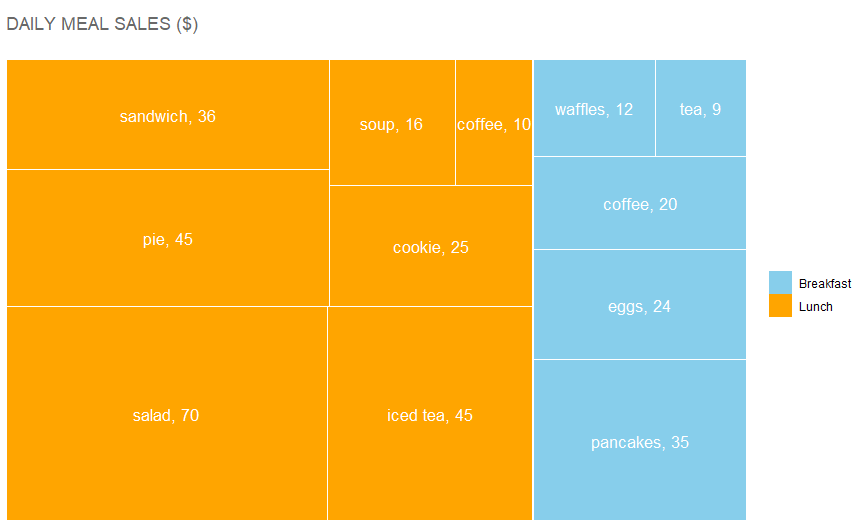 DAILY MEAL SALES ($)
sandwich, 36
soup, 16
coffee, 10
pie, 45
cookie, 25
salad, 70
iced tea, 45
waffles, 12
tea, 9
coffee, 20
eggs, 24
pancakes, 35
Breakfast
Lunch